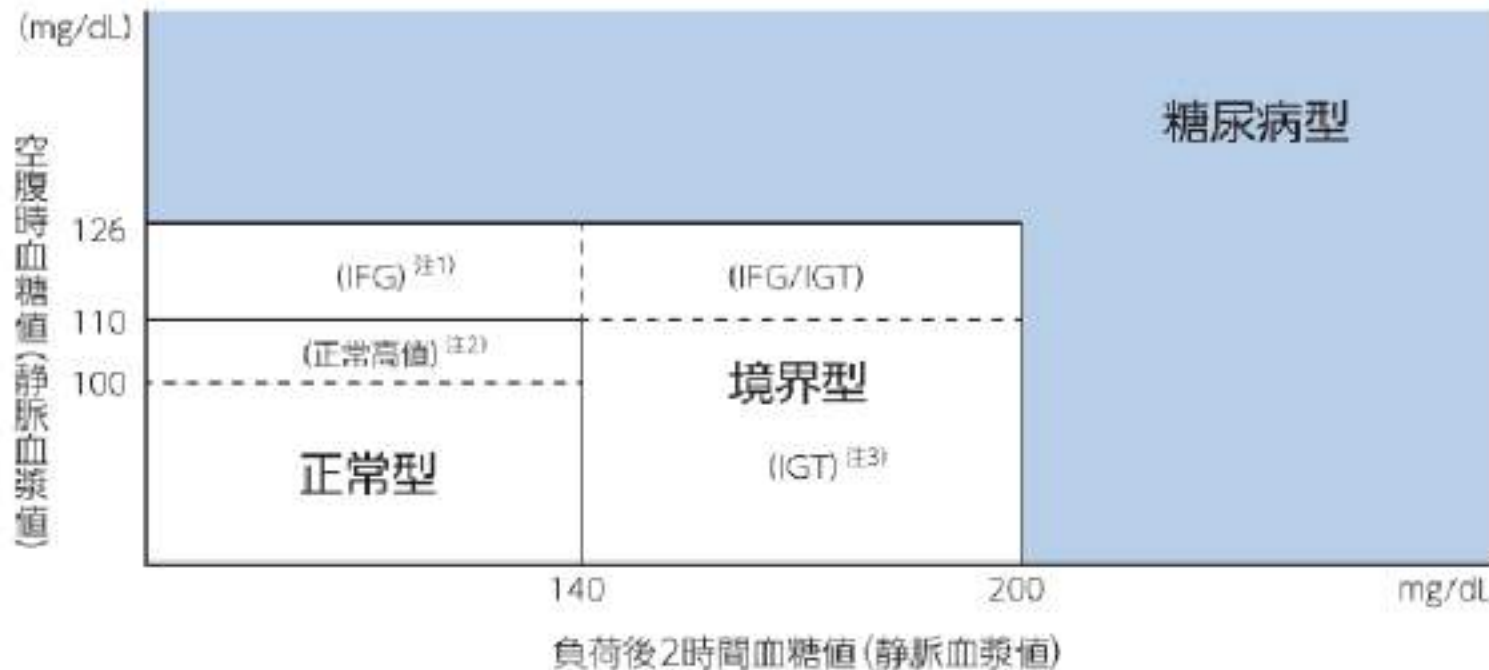 (mg/dL)
糖尿病型
空腹時血糖値(静脈血漿値)
126
(IFG) 注1)
(IFG/IGT)
110
(正常高値) 注2)
100
境界型
正常型
(IGT) 注3)
140
200
mg/dL
負荷後2時間血糖値(静脈血漿値)